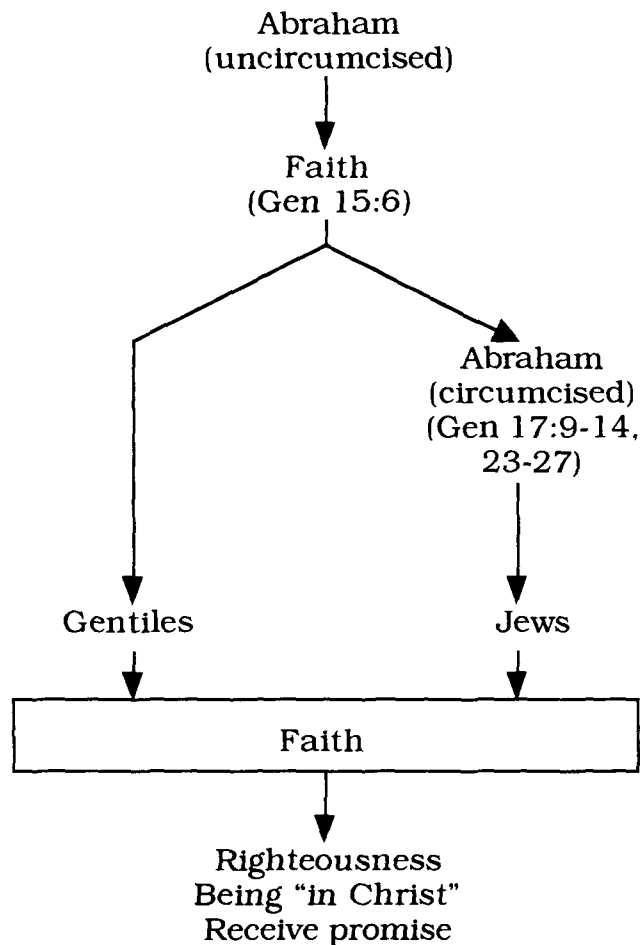 Abraham
(uncircumcised)
Faith
(Gen 15:6)
Abraham
(circumcised)
(Gen 17:9-14,
23-27)
Gentiles
Jews
Faith
Righteousness
Being “in Christ”
Receive promise